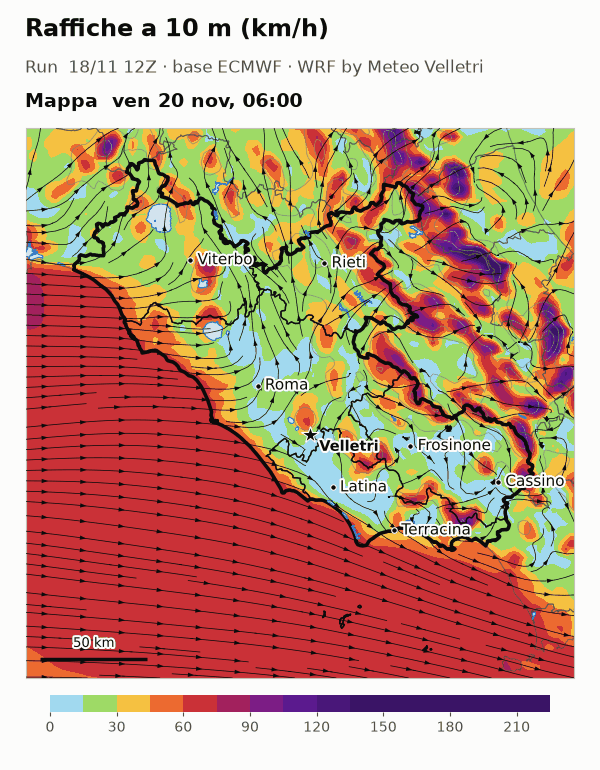 Raffiche a 10 m (km/h)
Run  18/11 12Z · base ECMWF · WRF by Meteo Velletri
Mappa  ven 20 nov, 06:00
Viterbo
Rieti
Roma
Velletri
Frosinone
Cassino
Latina
Terracina
50 km
0 30 60 90 120 150 180 210